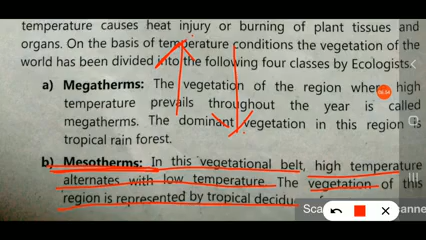 temperature causes heat injury or burning of plant tissues and
organs. On the basis of temperature conditions the vegetation of the
world has been divided into the following four classes by Ecologists.
a) Megatherms: The vegetation of the region where high
temperature prevails throughout the year is called
megatherms. The dominant vegetation in this region is
tropical rain forest.
b) Mesotherms: In this vegetational belt, high temperature
alternates with low temperature. The vegetation of this
region is represented by tropical decidu
Sca